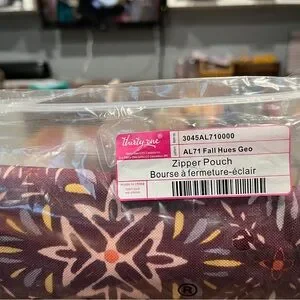 thirty-one
3045AL710000
AL71 Fall Hues Geo
Zipper Pouch
Bourse à fermeture-éclair
®